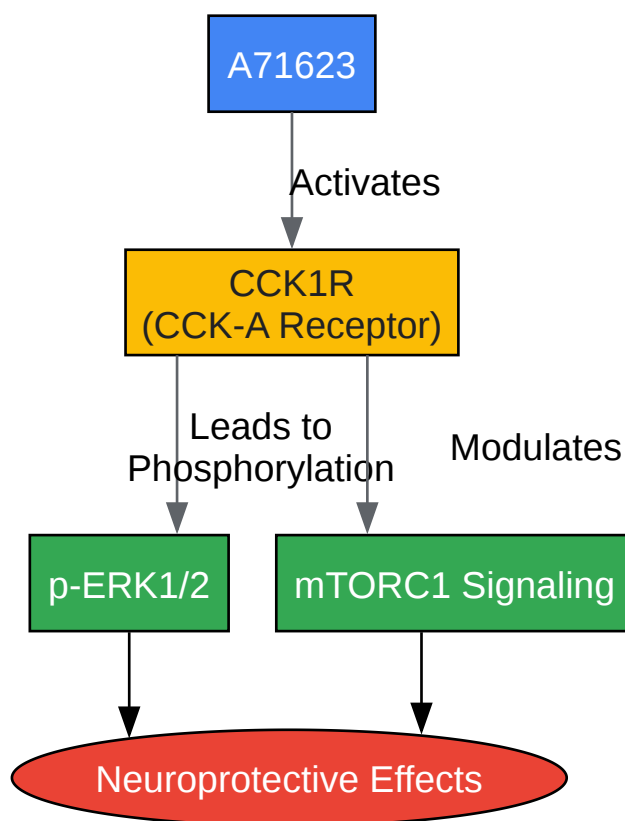 A71623
Activates
CCK1R
(CCK-A Receptor)
Leads to
Phosphorylation
Modulates
p-ERK1/2
mTORC1 Signaling
Neuroprotective Effects